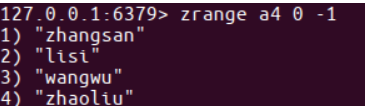 127.0.0.1:6379> zrange a4 0 -1
1) "zhangsan"
2) "lisi"
3) "wangwu"
4) "zhaoliu"